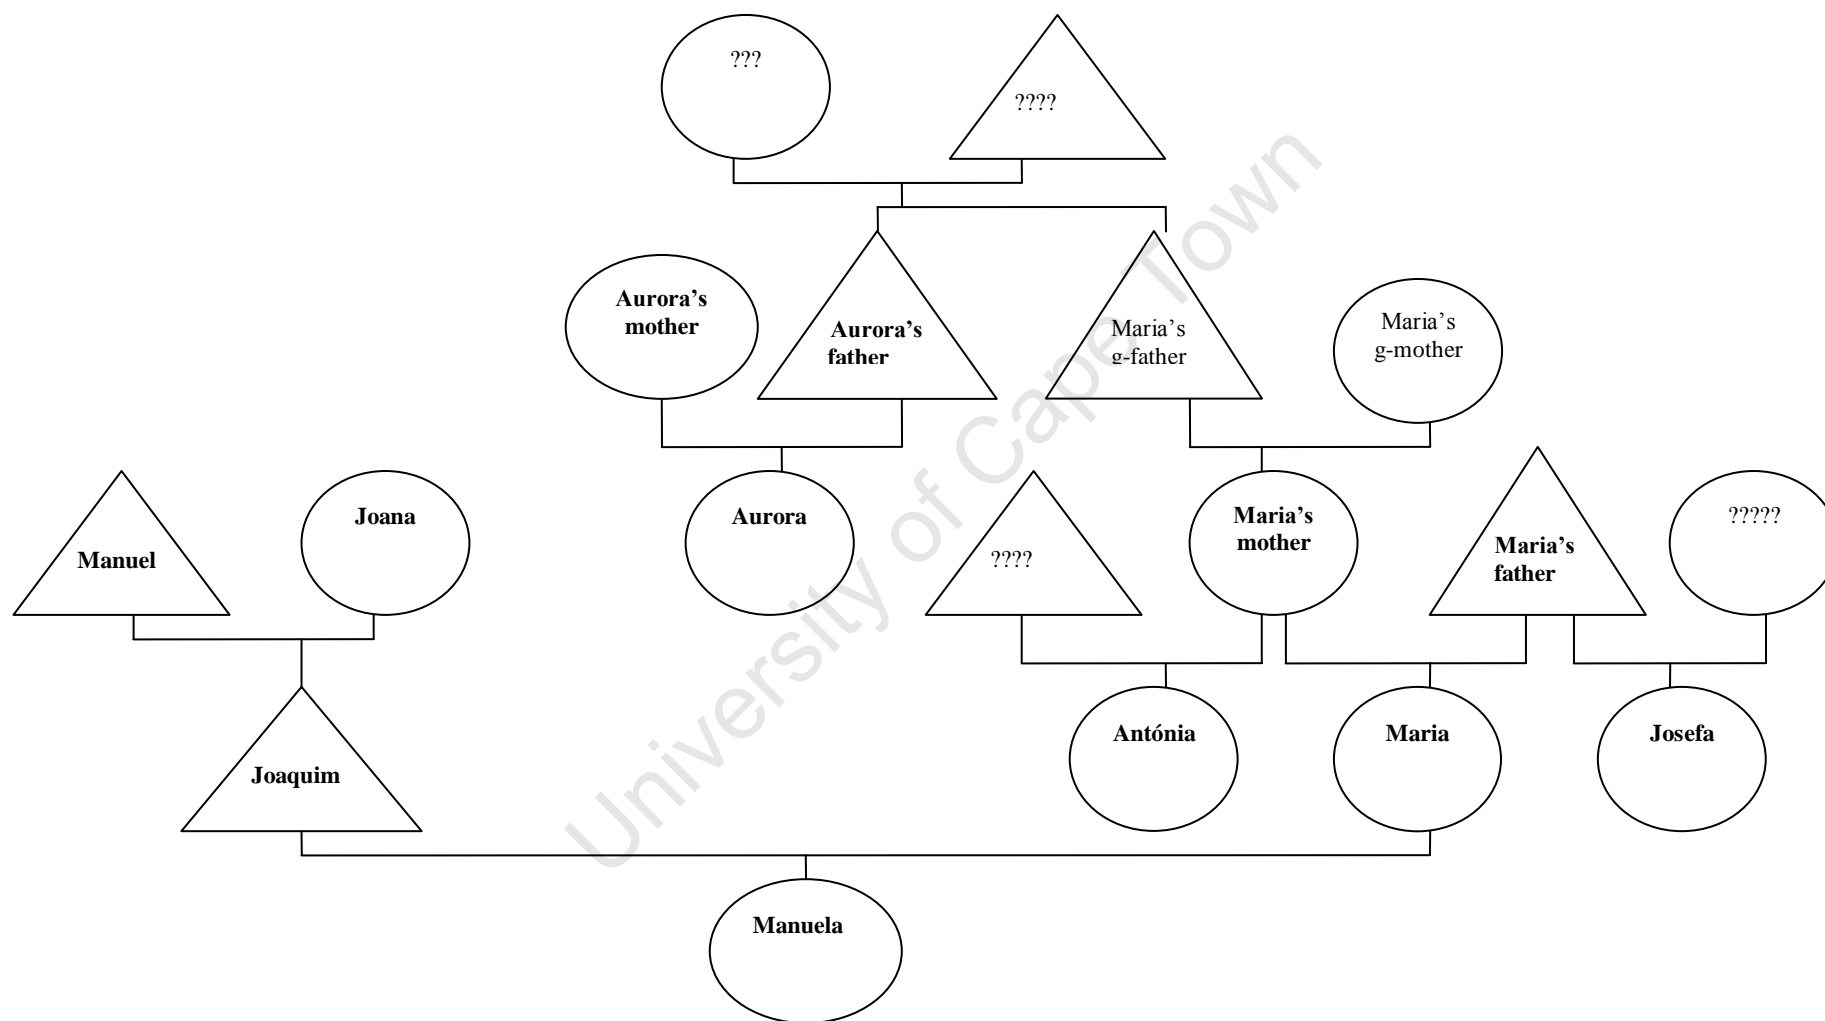 ???
????
Aurora’s
mother
Aurora’s
father
Maria’s
g-father
Maria’s
g-mother
Manuel
Joana
Aurora
????
Maria’s
mother
Maria’s
father
?????
Joaquim
Antónia
Maria
Josefa
Manuela
University of Cape Town